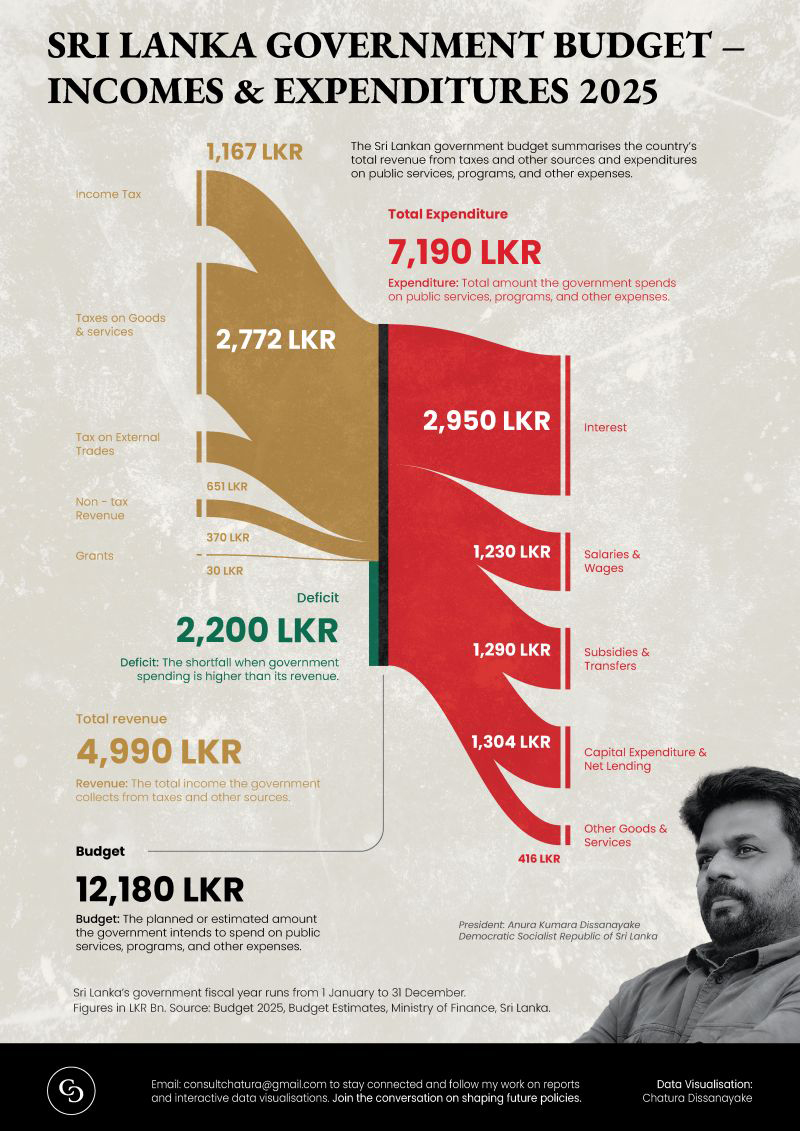 SRI LANKA GOVERNMENT BUDGET –
INCOMES & EXPENDITURES 2025
The Sri Lankan government budget summarises the country's
total revenue from taxes and other sources and expenditures
on public services, programs, and other expenses.
1,167 LKR
Income Tax
Taxes on Goods
& services
2,772 LKR
Tax on External
Trades
651 LKR
Non - tax
Revenue
370 LKR
Grants
30 LKR
Deficit
2,200 LKR
Deficit: The shortfall when government
spending is higher than its revenue.
Total revenue
4,990 LKR
Revenue: The total income the government
collects from taxes and other sources.
Budget
12,180 LKR
Budget: The planned or estimated amount
the government intends to spend on public
services, programs, and other expenses.
Total Expenditure
7,190 LKR
Expenditure: Total amount the government spends
on public services, programs, and other expenses.
2,950 LKR
Interest
1,230 LKR
Salaries &
Wages
1,290 LKR
Subsidies &
Transfers
1,304 LKR
Capital Expenditure &
Net Lending
Other Goods &
Services
416 LKR
President: Anura Kumara Dissanayake
Democratic Socialist Republic of Sri Lanka
Sri Lanka's government fiscal year runs from 1 January to 31 December.
Figures in LKR Bn. Source: Budget 2025, Budget Estimates, Ministry of Finance, Sri Lanka.
Email: consultchatura@gmail.com to stay connected and follow my work on reports
and interactive data visualisations. Join the conversation on shaping future policies.
Data Visualisation:
Chatura Dissanayake